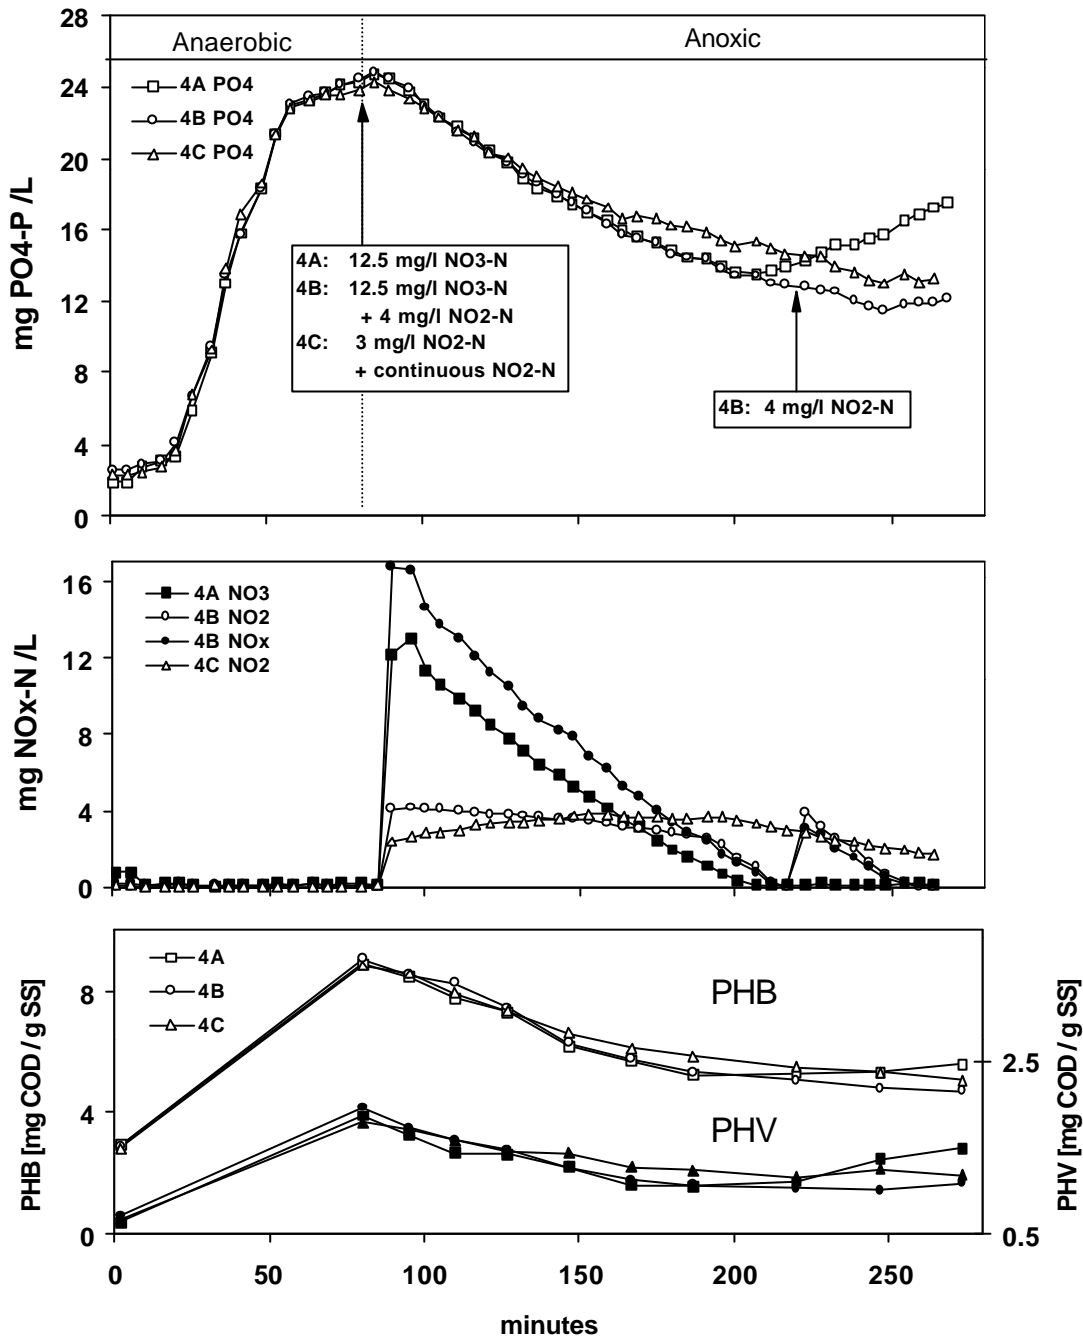 28
24
20
16
12
8
4
0
mg PO4-P /L
Anaerobic
Anoxic
4A PO4
4B PO4
4C PO4
4A: 12.5 mg/l NO3-N
4B: 12.5 mg/l NO3-N
+ 4 mg/l NO2-N
4C: 3 mg/l NO2-N
+ continuous NO2-N
4B: 4 mg/l NO2-N
16
12
8
4
0
mg NOx-N /L
4A NO3
4B NO2
4B NOx
4C NO2
8
4
0
PHB [mg COD / g SS]
4A
4B
4C
PHB
PHV
2.5
0.5
PHV [mg COD / g SS]
0 50 100 150 200 250
minutes